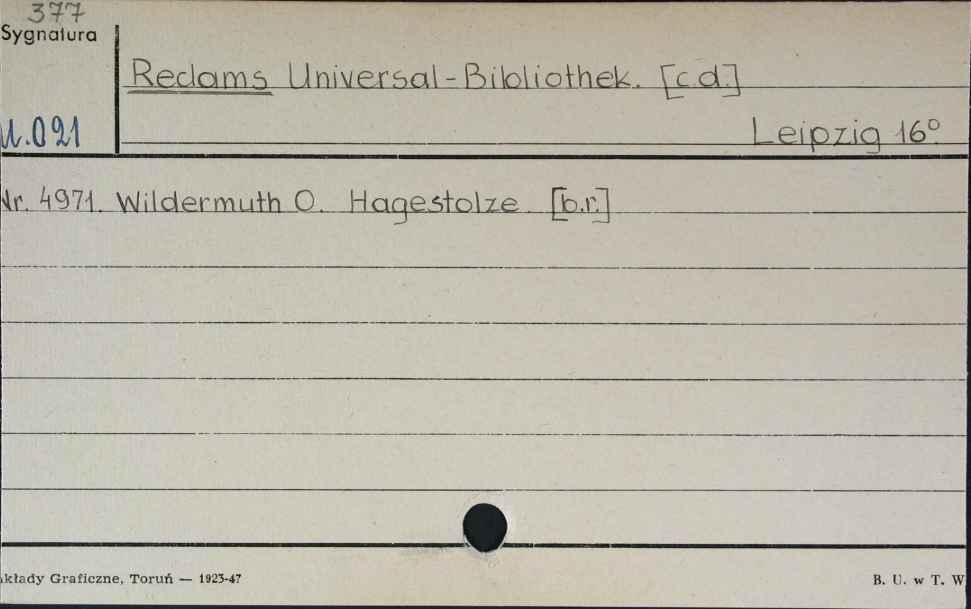 377
Sygnatura
Reclams Universal-Bibliothek. [c.d.]
U.021
Leipzig 16°.
Nr. 4971. Wildermuth O. Hagestolze. [b.r.]
kłady Graficzne, Toruń — 1923-47
B. U. w T. W